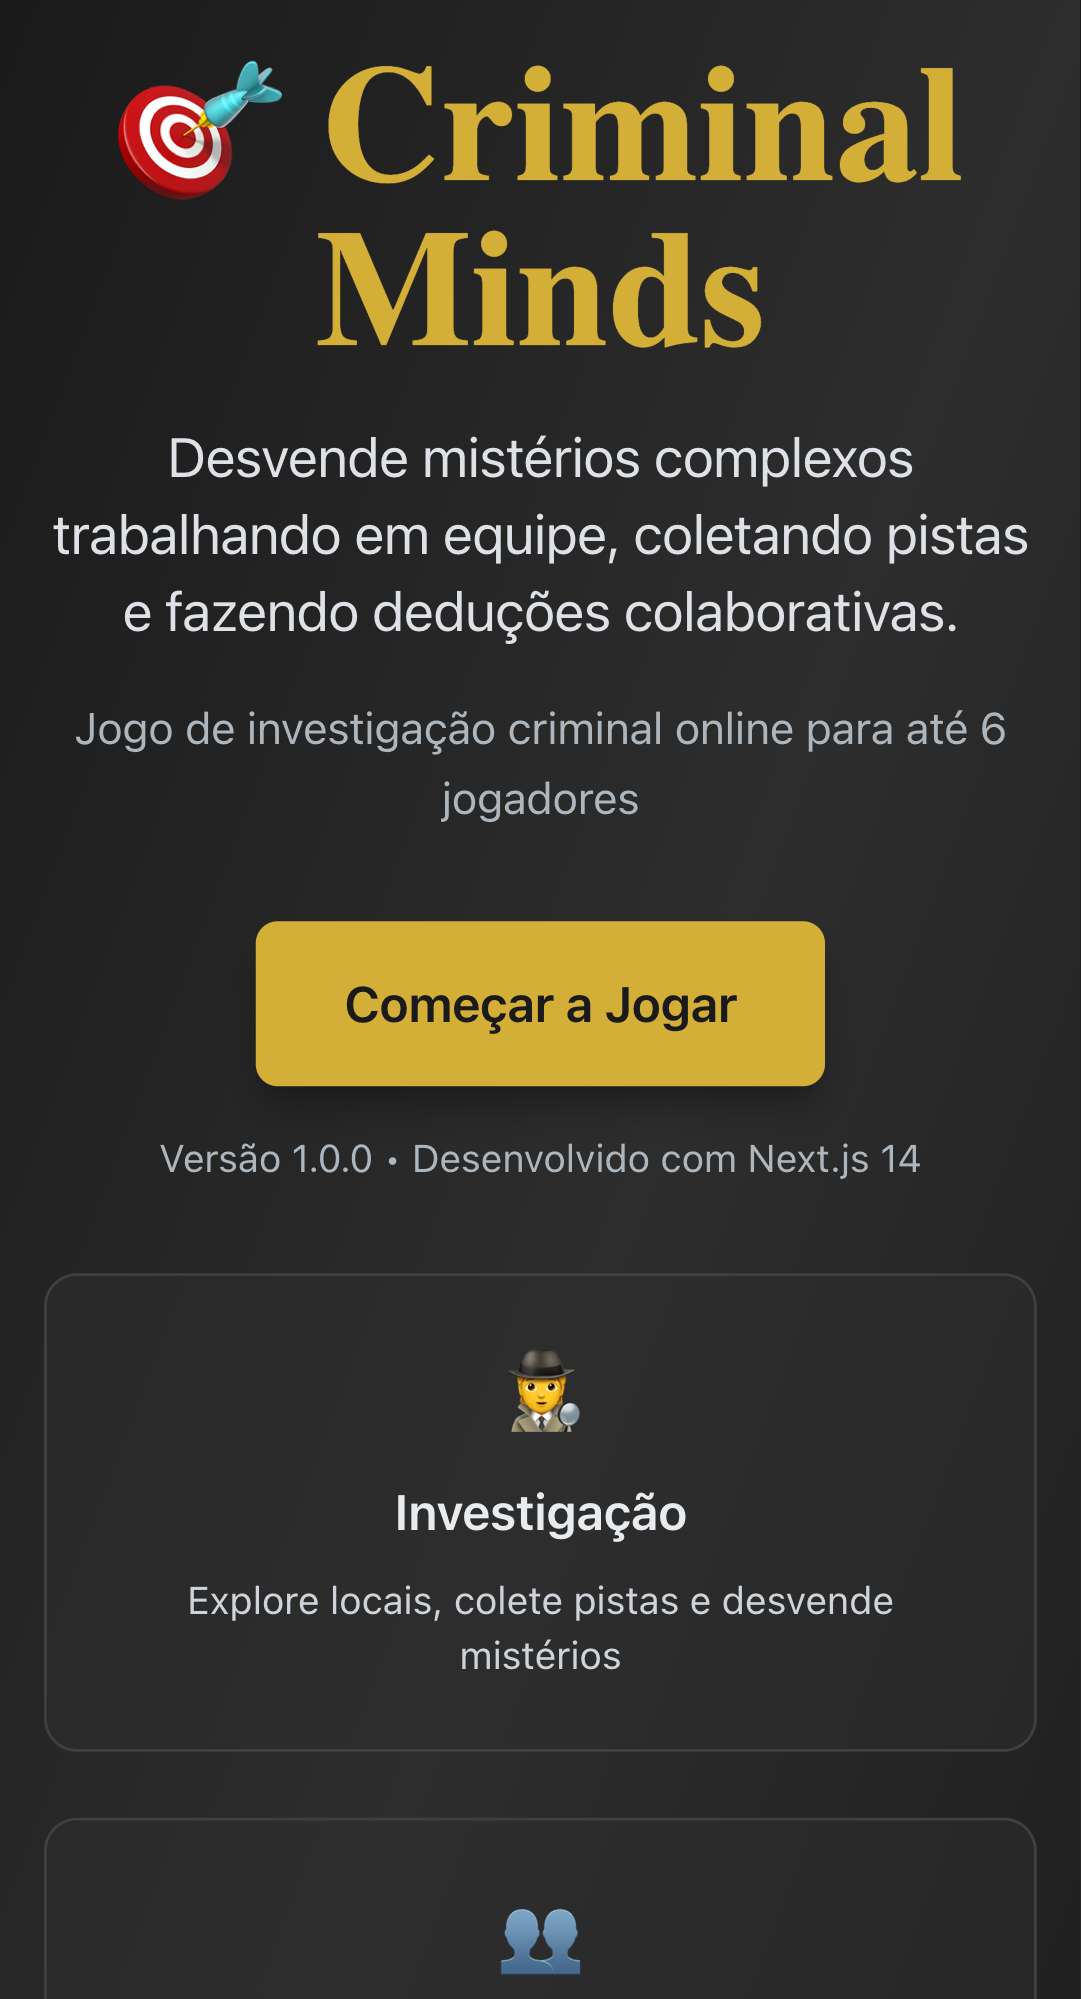 Criminal
Minds
Desvende mistérios complexos
trabalhando em equipe, coletando pistas
e fazendo deduções colaborativas.
Jogo de investigação criminal online para até 6
jogadores
Começar a Jogar
Versão 1.0.0 • Desenvolvido com Next.js 14
Investigação
Explore locais, colete pistas e desvende
mistérios